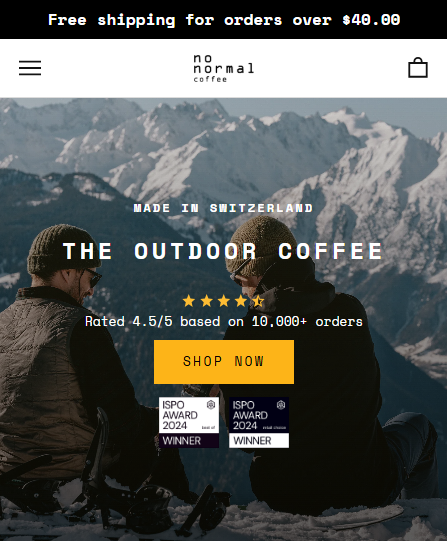 Free shipping for orders over $40.00
no
normal
coffee
MADE IN SWITZERLAND
THE OUTDOOR COFFEE
Rated 4.5/5 based on 10,000+ orders
SHOP NOW
ISPO
AWARD
2024
best of
WINNER
ISPO
AWARD
2024
WINNER